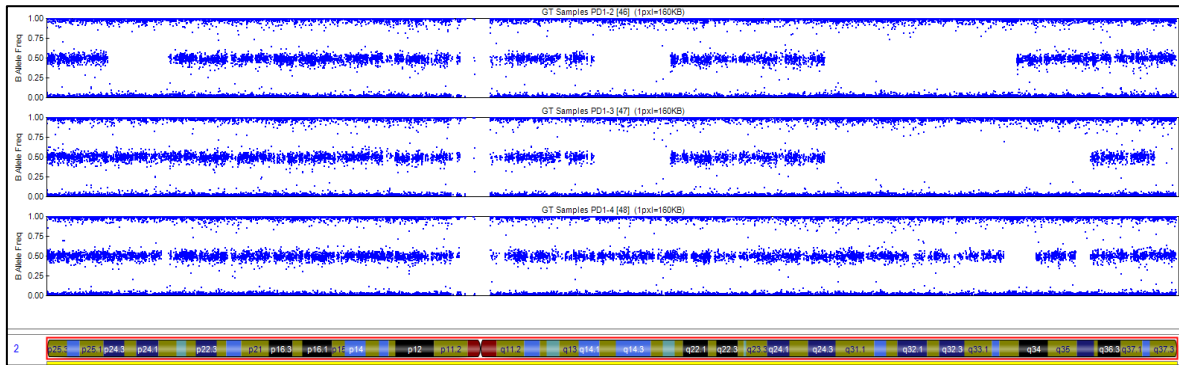 GT Samples PD1-2 [46] (1pxl=160KB)
B Allele Freq
1.00
0.75
0.50
0.25
0.00
GT Samples PD1-3 [47] (1pxl=160KB)
B Allele Freq
1.00
0.75
0.50
0.25
0.00
GT Samples PD1-4 [48] (1pxl=160KB)
B Allele Freq
1.00
0.75
0.50
0.25
0.00
2 p25.3 p25.1 p24.3 p24.1 p22.3 p21 p16.3 p16.1 p15 p14 p12 p11.2 q11.2 q13 q14.1 q14.3 q22.1 q22.3 q23.3 q24.1 q24.3 q31.1 q32.1 q32.3 q33.1 q34 q35 q36.3 q37.1 q37.3